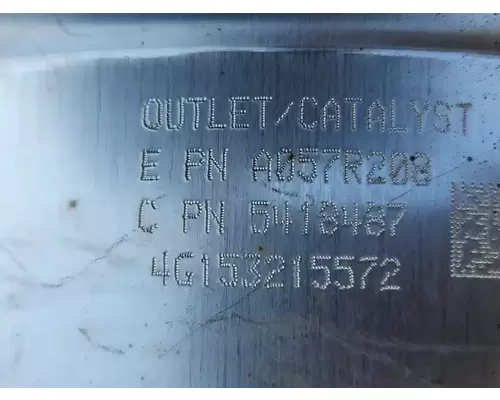 OUTLET/CATALYST
E PN A057R208
C PN 5418487
4G153215572